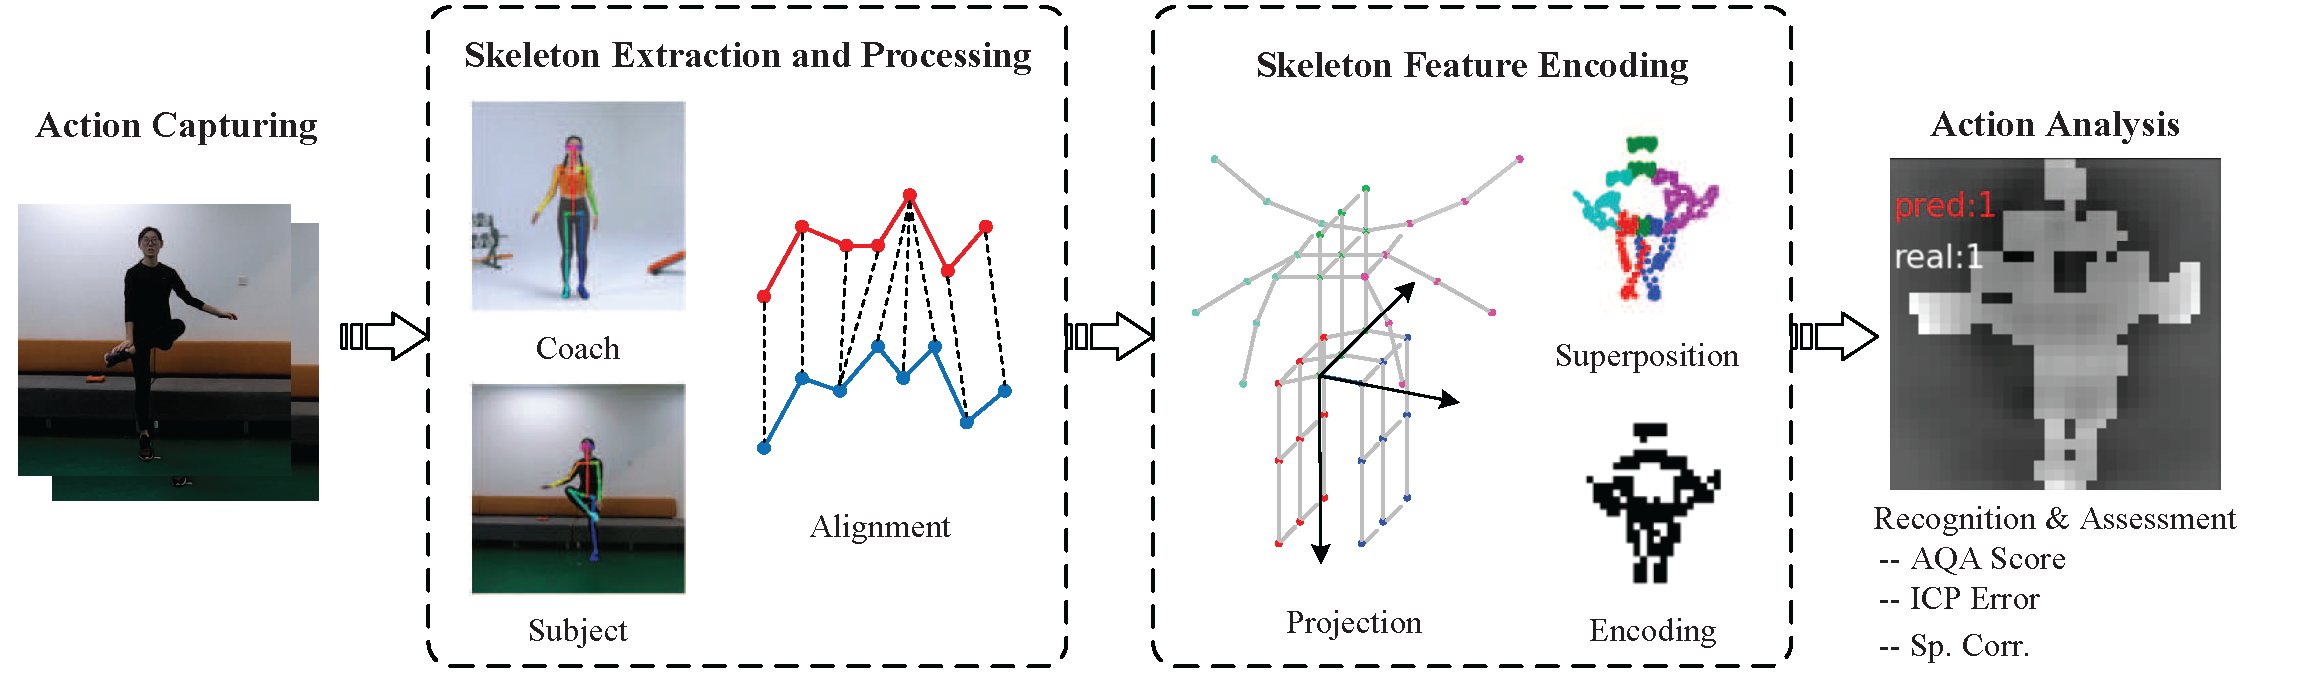 Action Capturing
Skeleton Extraction and Processing
Coach
Subject
Alignment
Skeleton Feature Encoding
Projection
Superposition
Encoding
Action Analysis
pred:1
real:1
Recognition & Assessment
-- AQA Score
-- ICP Error
-- Sp. Corr.